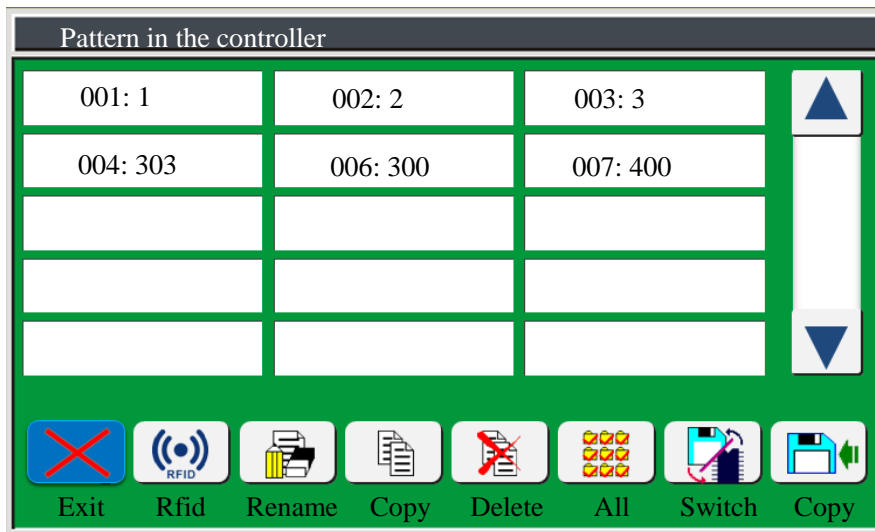 Pattern in the controller
001: 1 002: 2 003: 3
004: 303 006: 300 007: 400
RFID
Exit Rfid Rename Copy Delete All Switch Copy